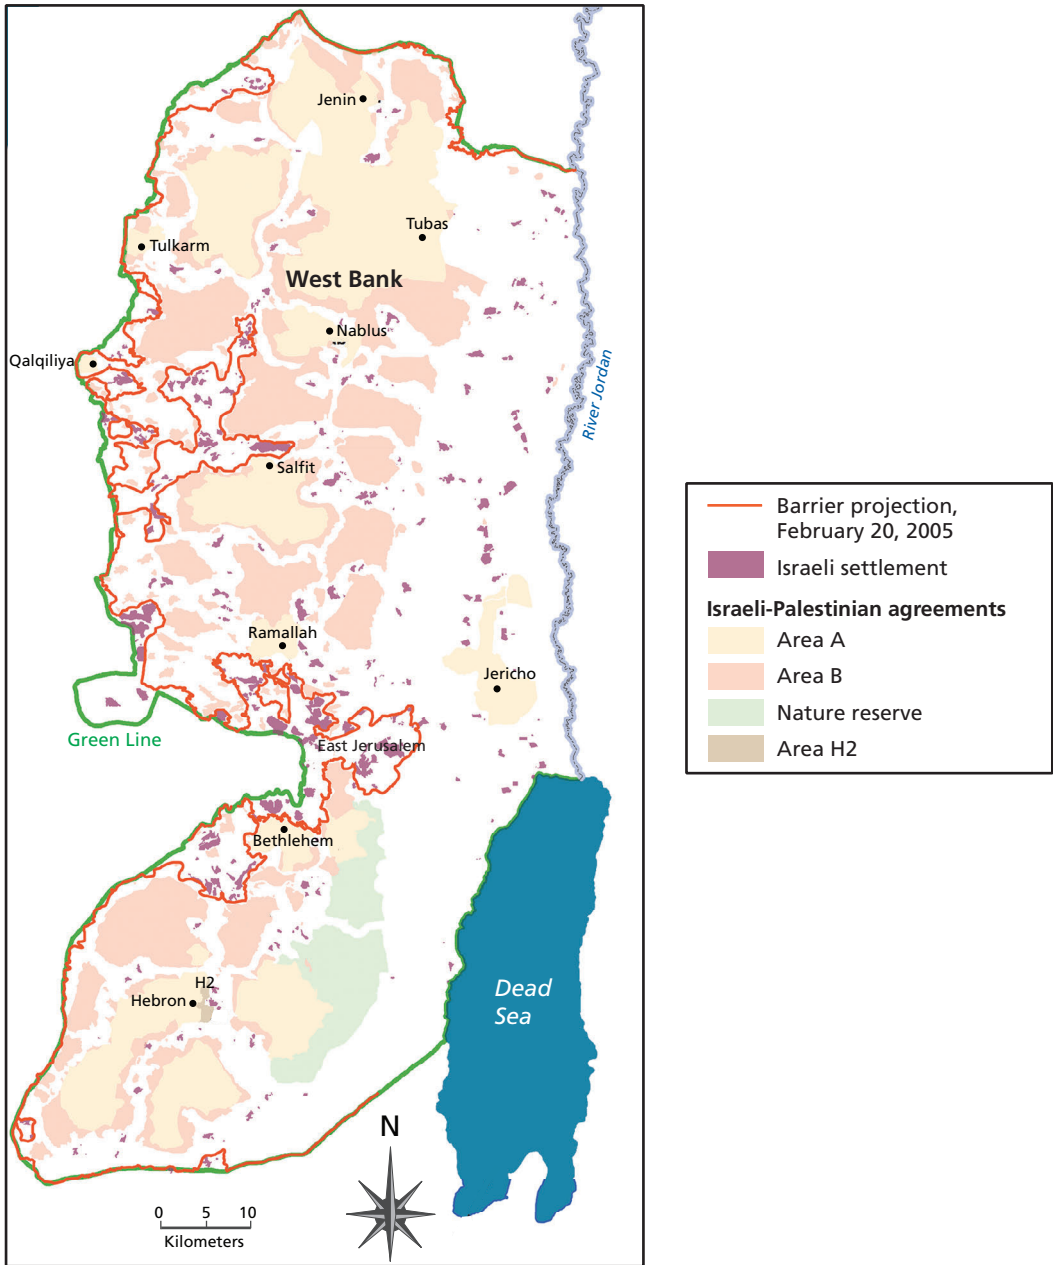 Jenin
Tubas
Tulkarm
West Bank
Nablus
Qalqiliya
River Jordan
Salfit
Ramallah
Jericho
Green Line
East Jerusalem
Bethlehem
H2
Hebron
Dead
Sea
N
0 5 10
Kilometers
Barrier projection,
February 20, 2005
Israeli settlement
Israeli-Palestinian agreements
Area A
Area B
Nature reserve
Area H2